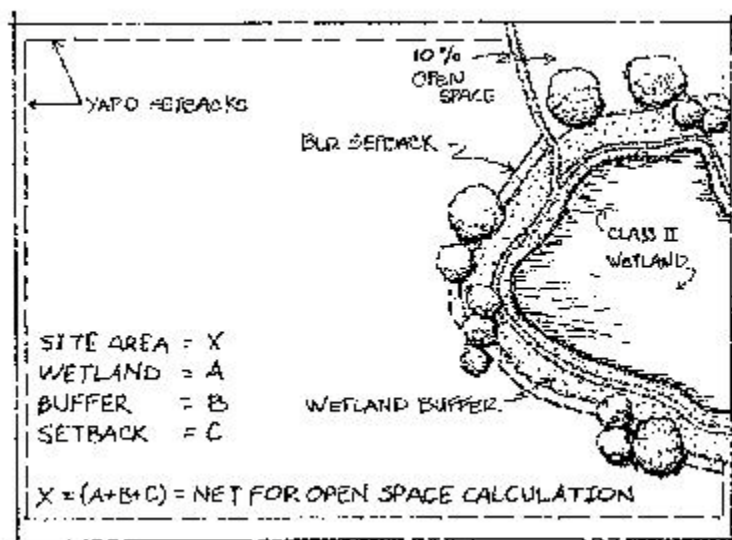 10%
OPEN
SPACE
YARD SETBACKS
BLD SETBACK
CLASS II
WETLAND
SITE AREA = X
WETLAND = A
BUFFER = B
SETBACK = C
WETLAND BUFFER
X = (A+B+C) = NET FOR OPEN SPACE CALCULATION